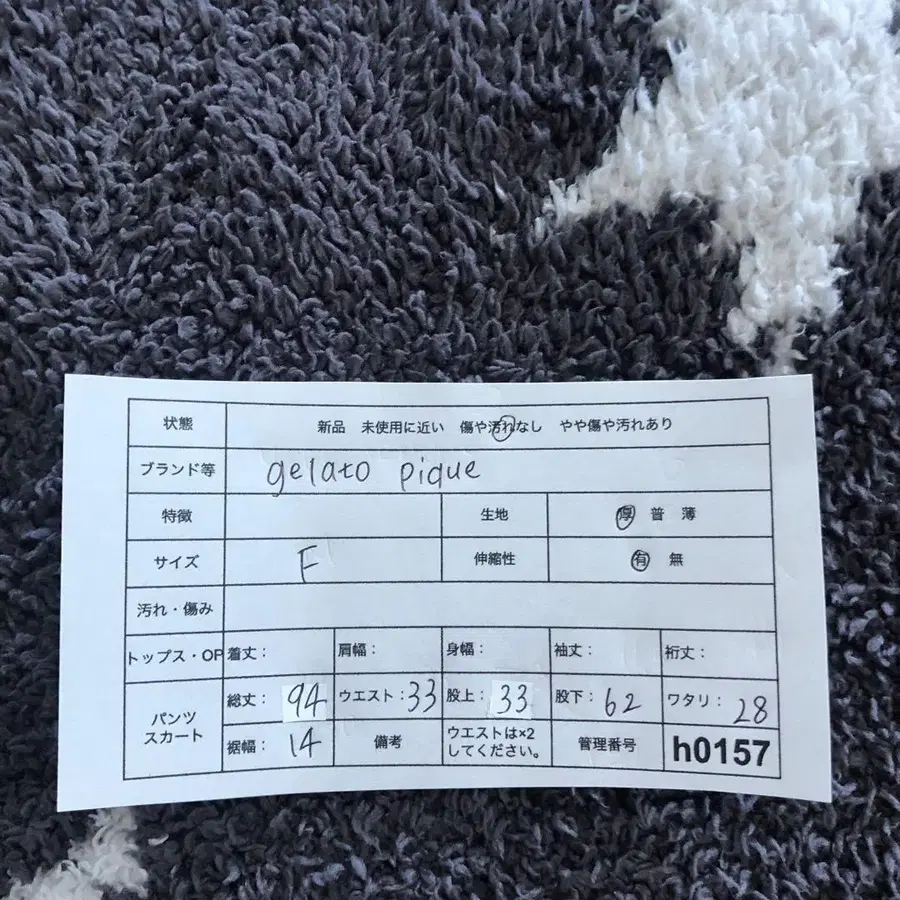 状態 新品 未使用に近い 傷や汚れなし やや傷や汚れあり
ブランド等 gelato pique
特徴 生地 厚 普 薄
サイズ F 伸縮性 有 無
汚れ・傷み
トップス・OP 着丈： 肩幅： 身幅： 袖丈： 裄丈：
パンツ スカート 総丈：94 ウエスト：33 股上：33 股下：62 ワタリ：28
裾幅：14 備考 ウエストは×2 してください。 管理番号 h0157